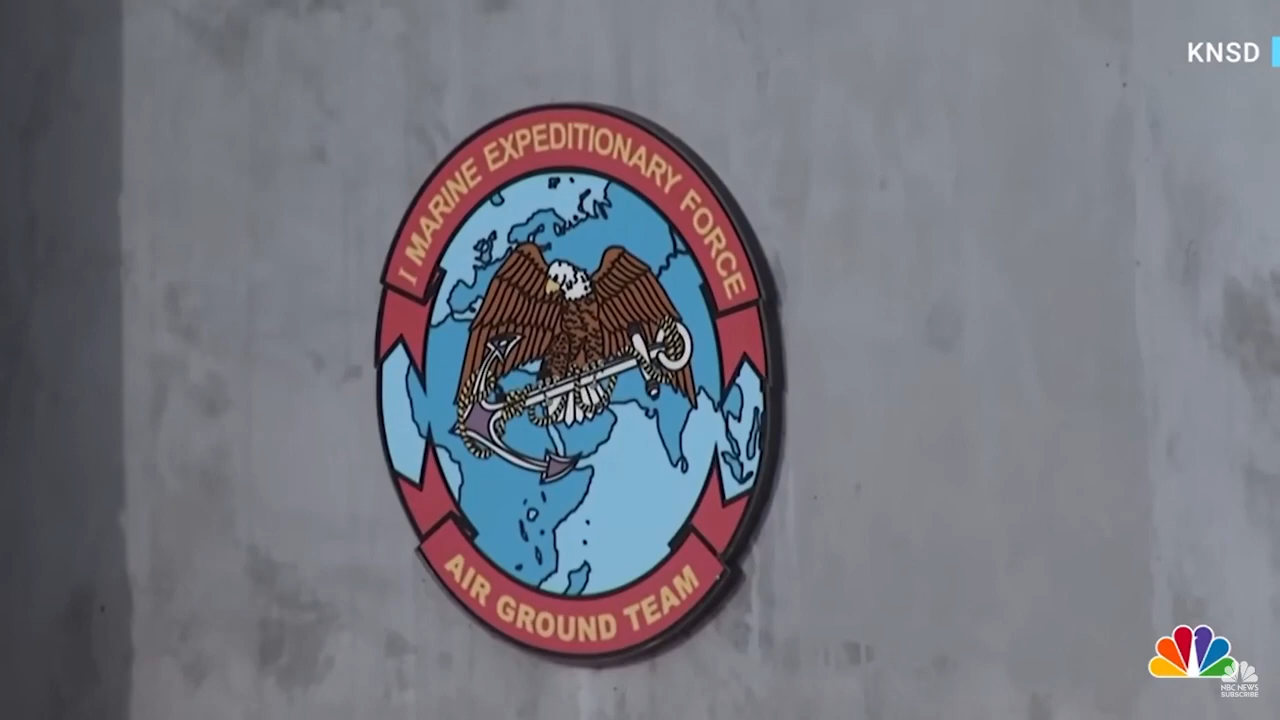 KNSD
I MARINE EXPEDITIONARY FORCE
AIR GROUND TEAM
NBC NEWS
SUBSCRIBE